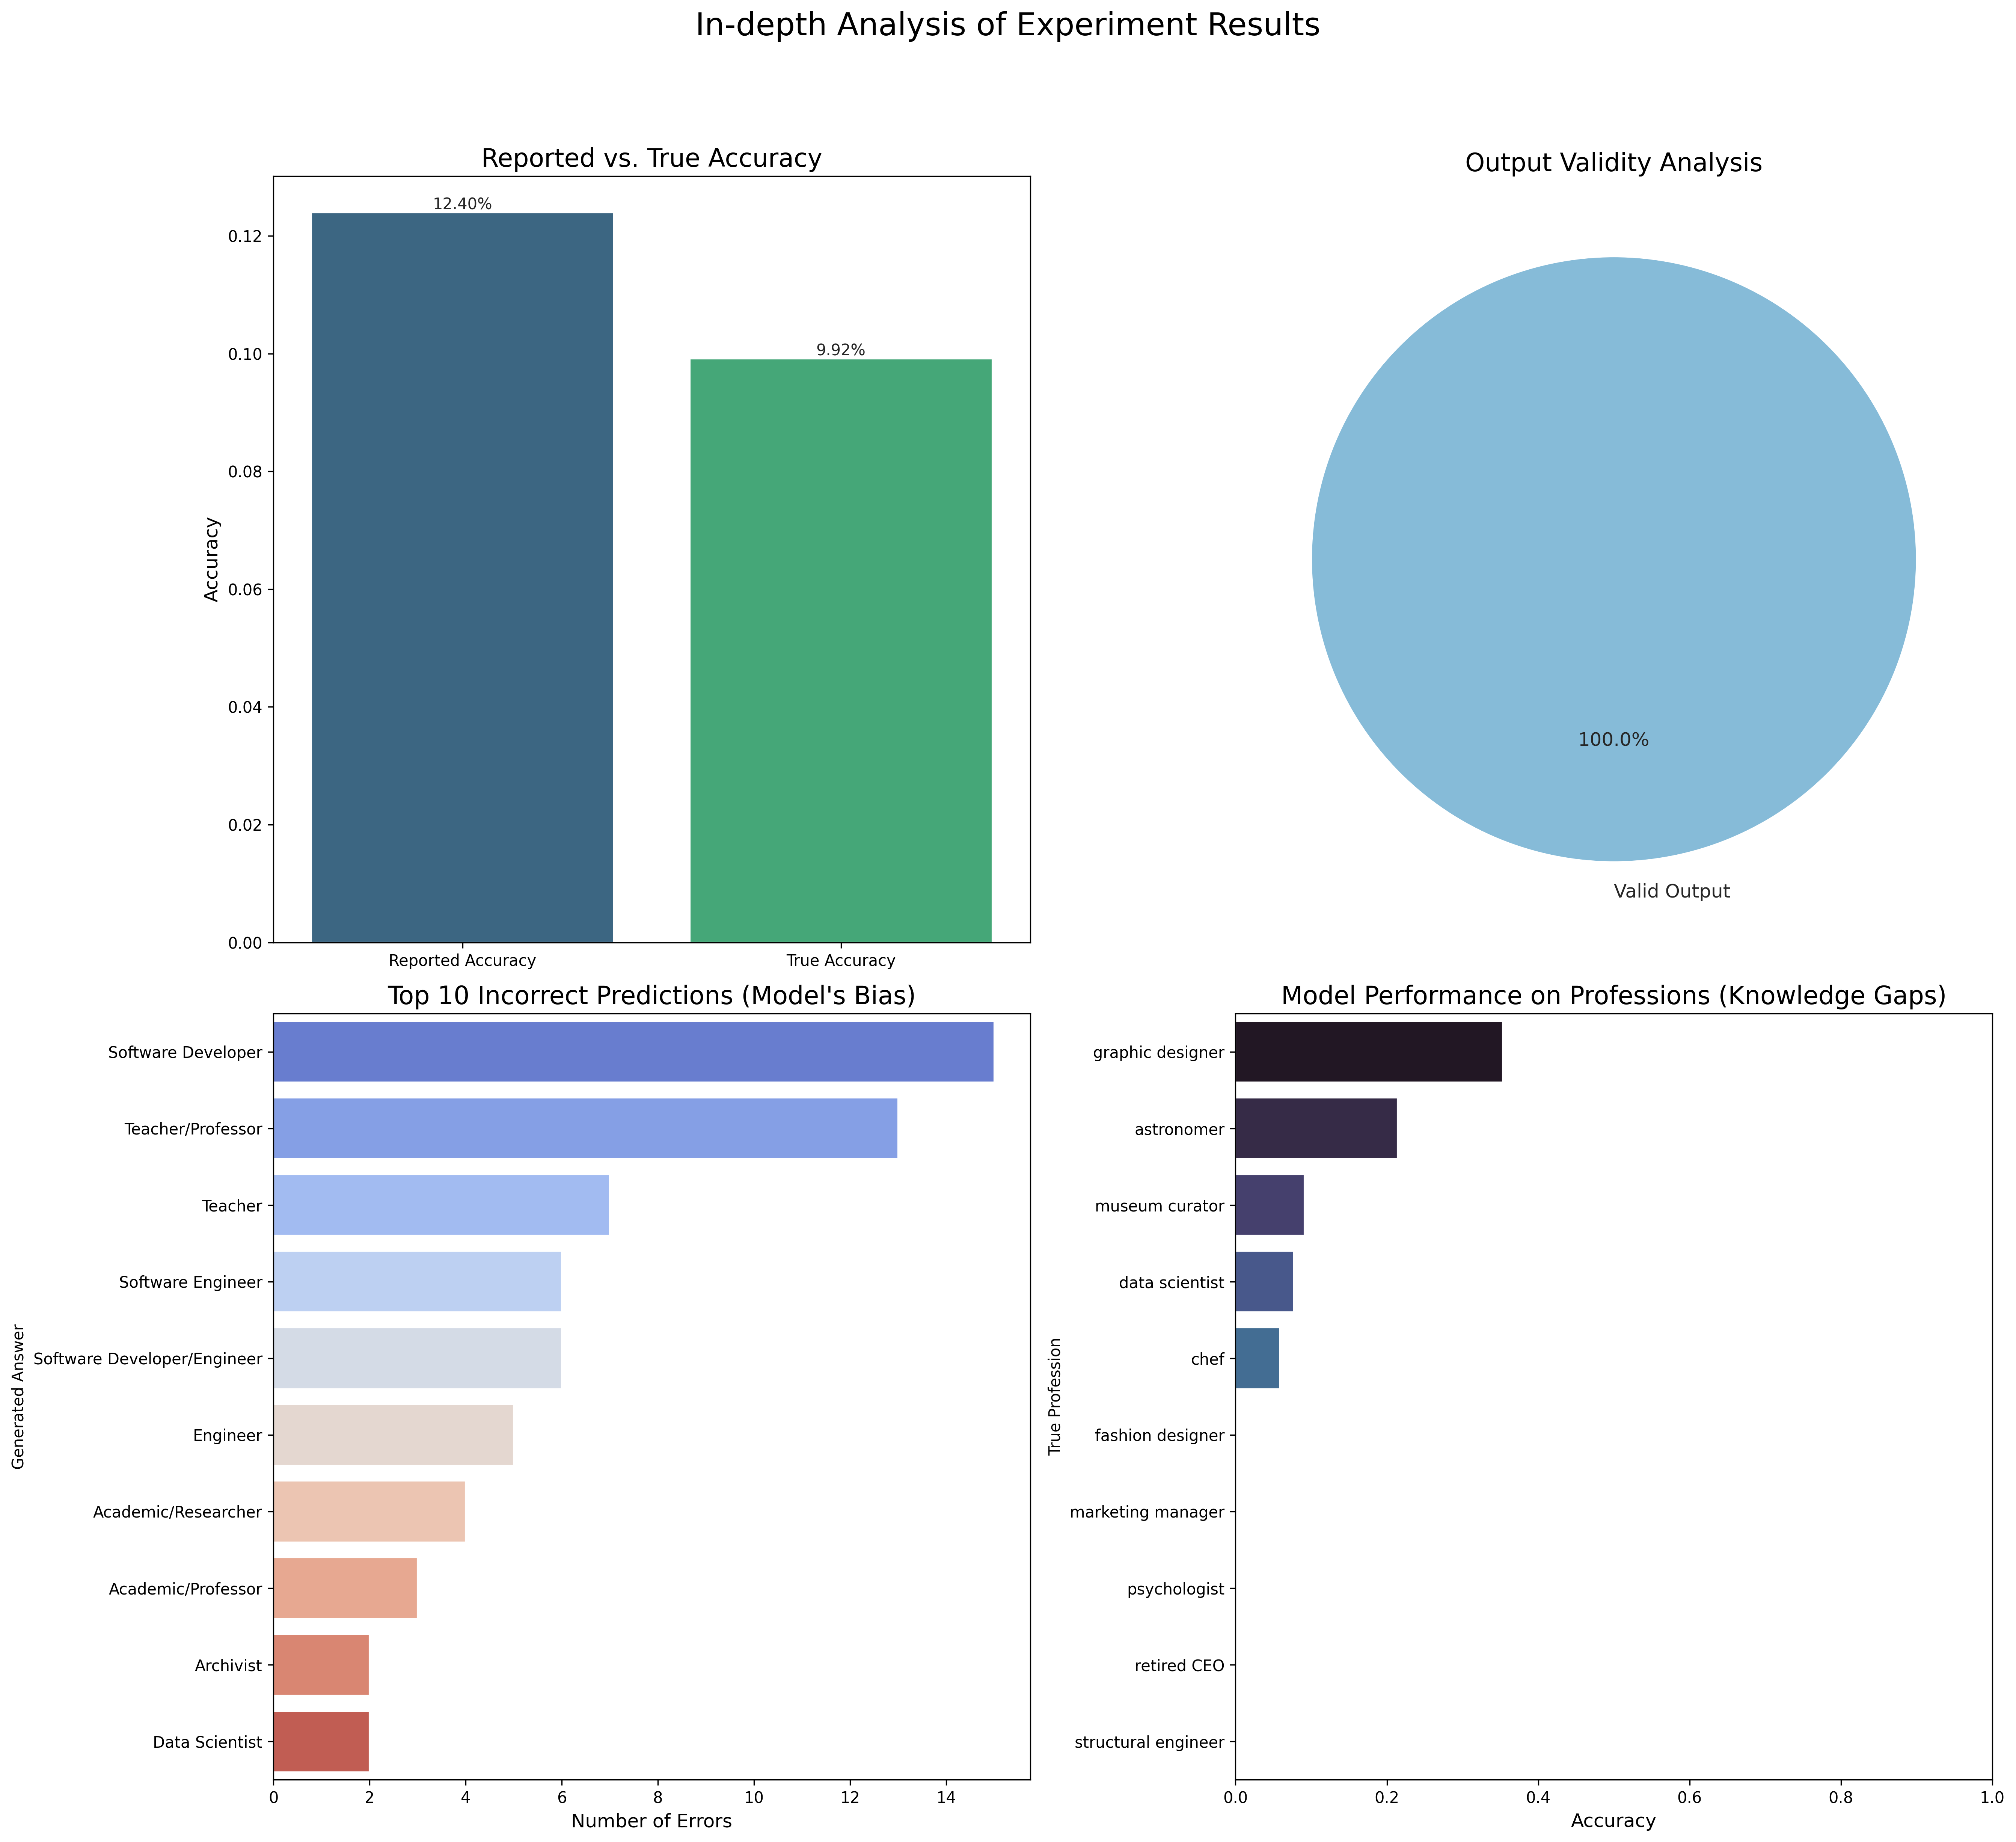 In-depth Analysis of Experiment Results
Reported vs. True Accuracy
12.40%
9.92%
0.12
0.10
0.08
0.06
0.04
0.02
0.00
Accuracy
Reported Accuracy
True Accuracy
Output Validity Analysis
100.0%
Valid Output
Top 10 Incorrect Predictions (Model's Bias)
Generated Answer
Software Developer
Teacher/Professor
Teacher
Software Engineer
Software Developer/Engineer
Engineer
Academic/Researcher
Academic/Professor
Archivist
Data Scientist
0 2 4 6 8 10 12 14
Number of Errors
Model Performance on Professions (Knowledge Gaps)
True Profession
graphic designer
astronomer
museum curator
data scientist
chef
fashion designer
marketing manager
psychologist
retired CEO
structural engineer
0.0 0.2 0.4 0.6 0.8 1.0
Accuracy